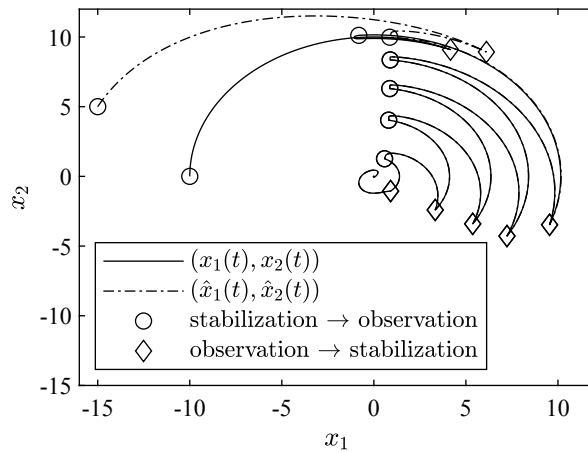 10
5
0
-5
-10
-15
x₂
(x₁(t), x₂(t))
(x̂₁(t), x̂₂(t))
stabilization → observation
observation → stabilization
-15 -10 -5 0 5 10
x₁